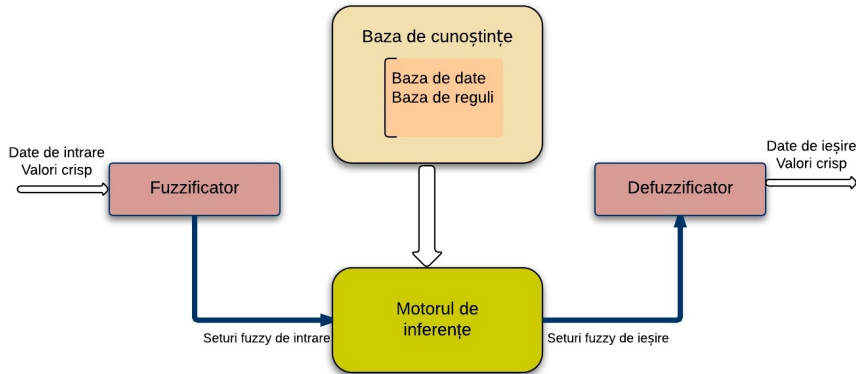 Baza de cunoștințe
Baza de date
Baza de reguli
Date de intrare
Valori crisp
Fuzzificator
Date de ieșire
Valori crisp
Defuzzificator
Motorul de
inferențe
Seturi fuzzy de intrare
Seturi fuzzy de ieșire